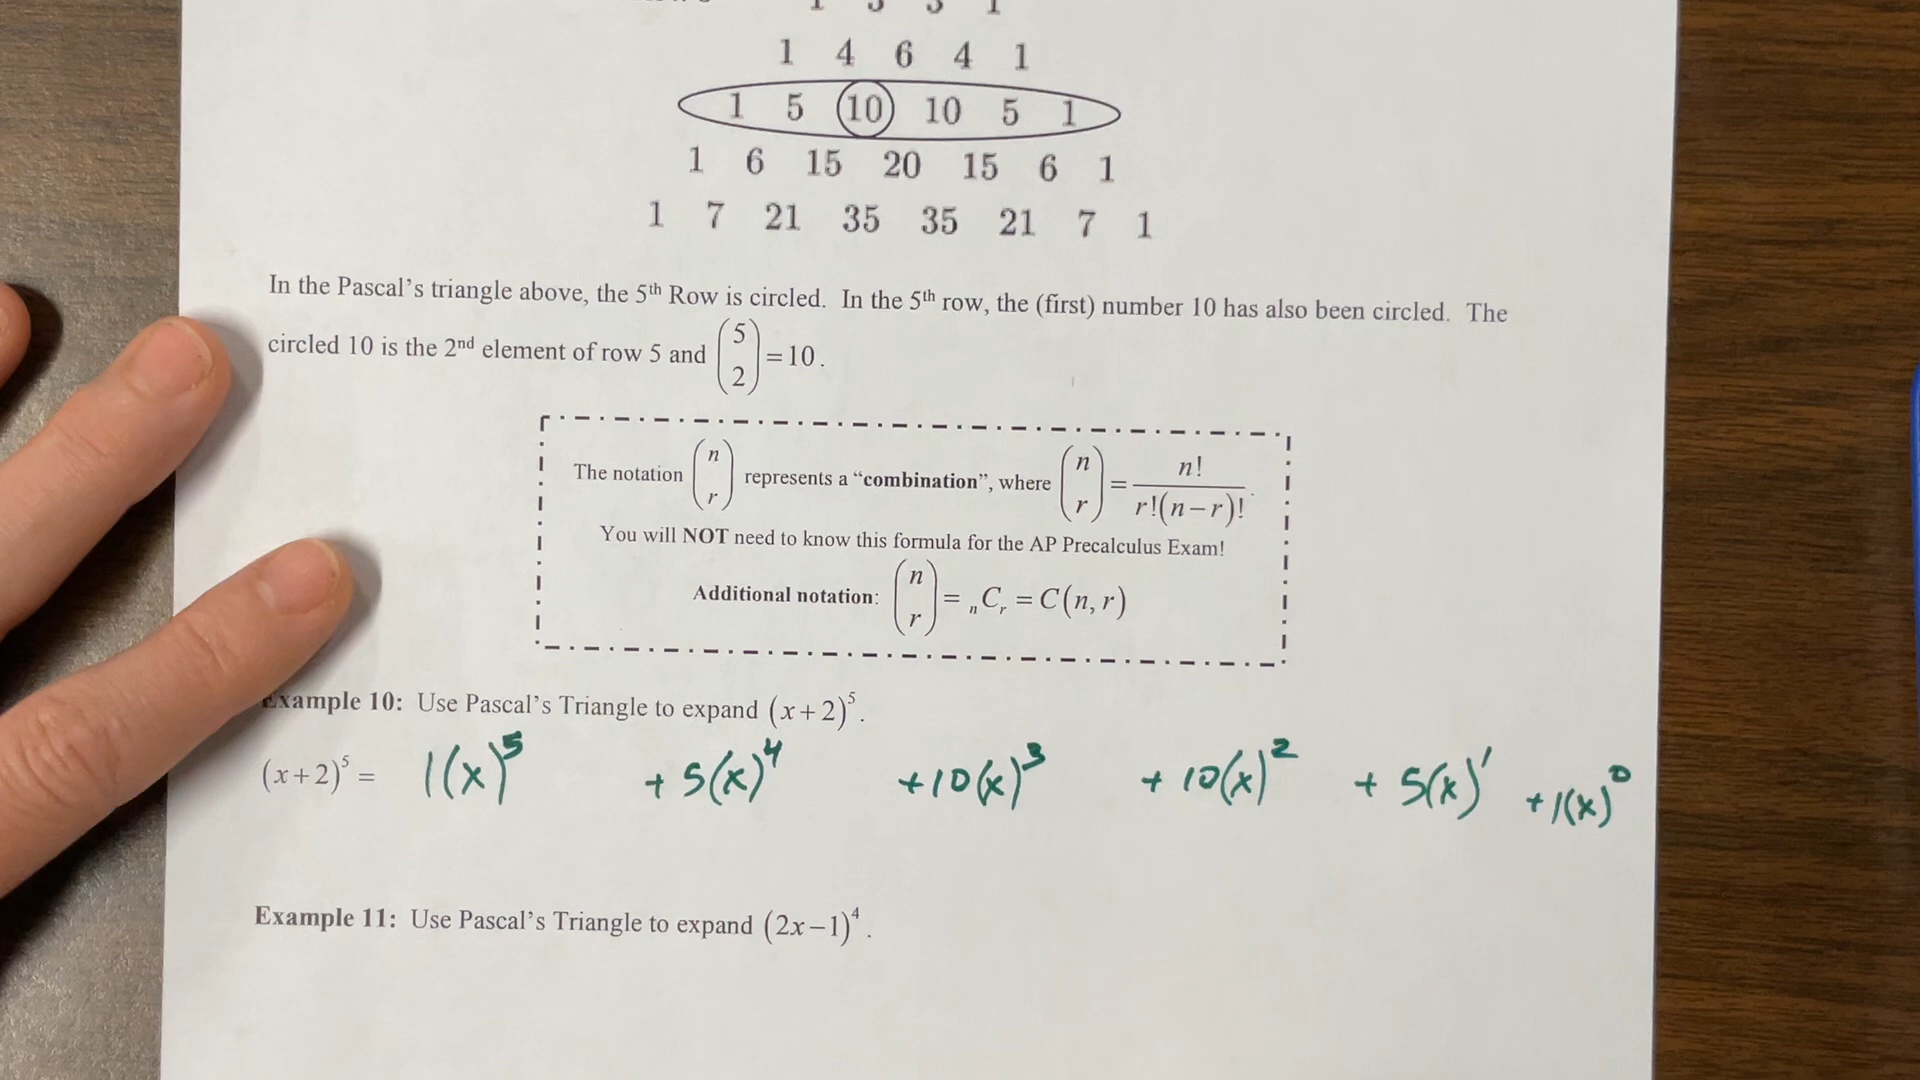 1 4 6 4 1
1 5 10 10 5 1
1 6 15 20 15 6 1
1 7 21 35 35 21 7 1
In the Pascal's triangle above, the 5th Row is circled. In the 5th row, the (first) number 10 has also been circled. The
circled 10 is the 2nd element of row 5 and (5 2) = 10.
The notation (n r) represents a “combination”, where (n r) = n! / r!(n−r)!.
You will NOT need to know this formula for the AP Precalculus Exam!
Additional notation: (n r) = nCr = C(n, r)
Example 10: Use Pascal's Triangle to expand (x+2)^5.
(x+2)^5 = 1(x)^5 + 5(x)^4 + 10(x)^3 + 10(x)^2 + 5(x)^1 + 1(x)^0
Example 11: Use Pascal's Triangle to expand (2x−1)^4.